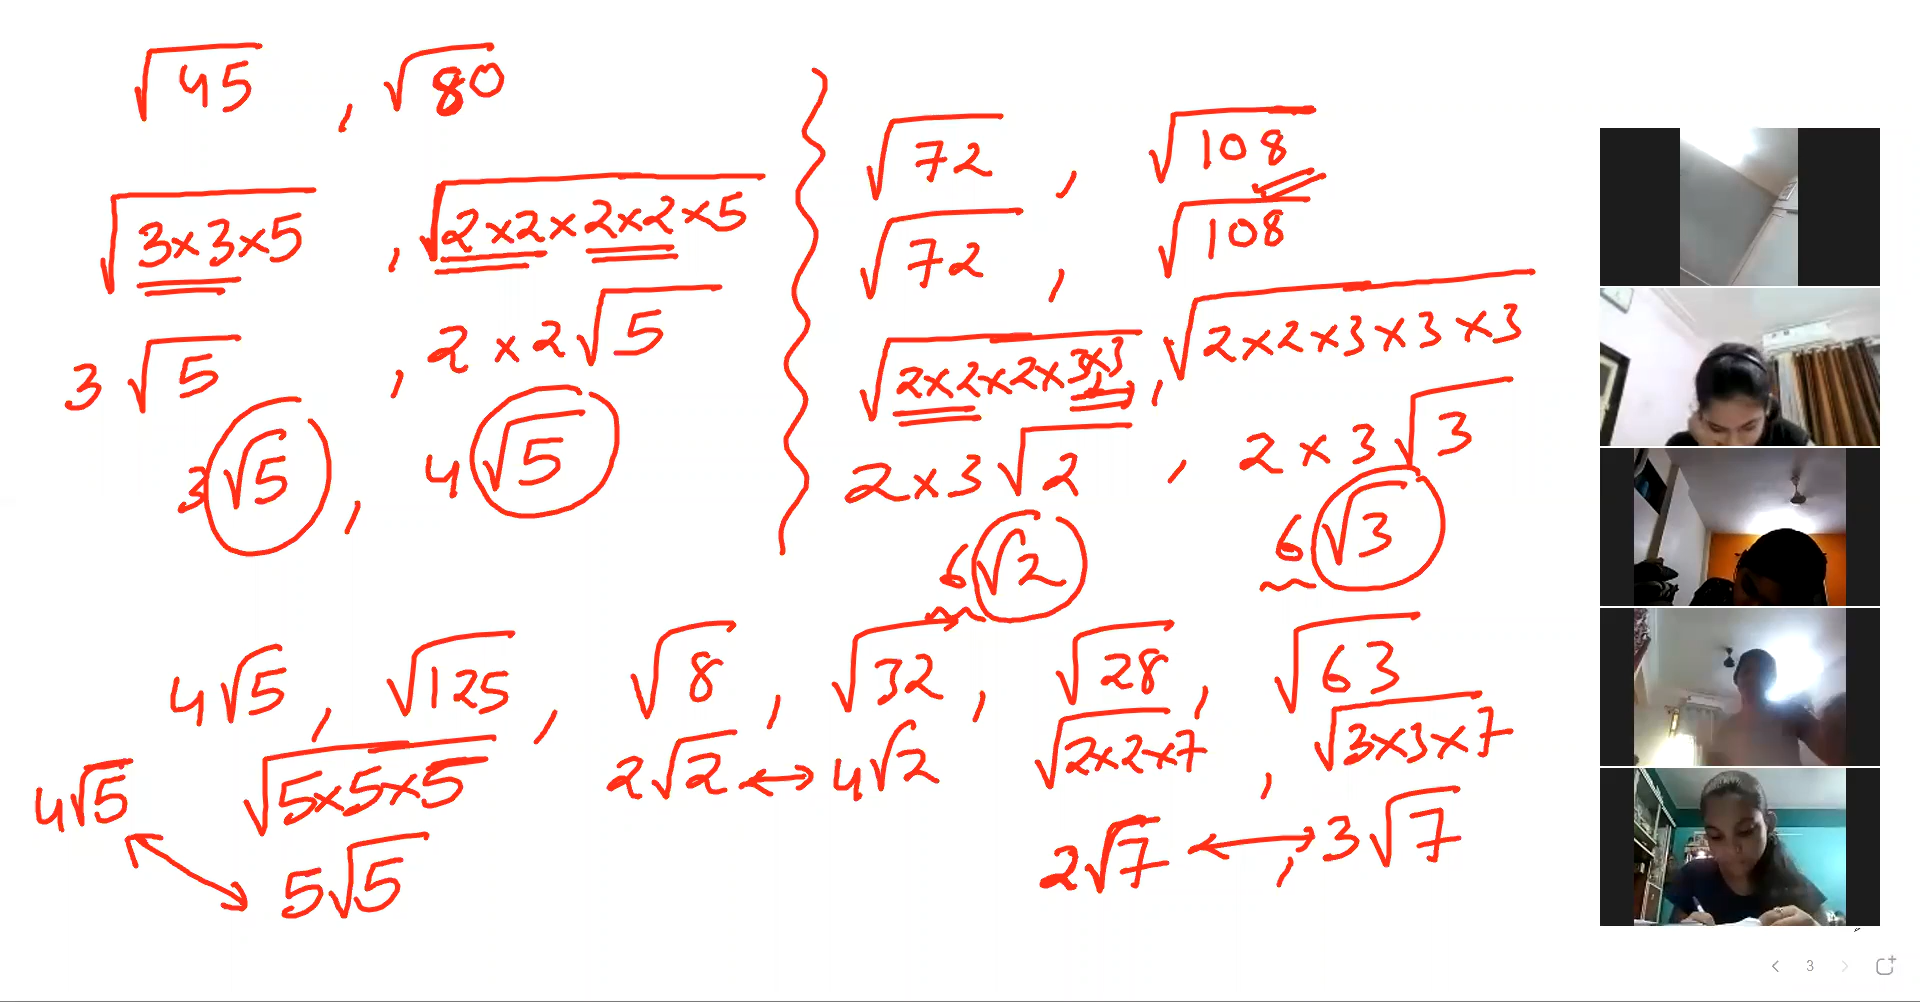 √45 , √80
√3×3×5 , √2×2×2×2×5
3√5 , 2×2√5
3√5 , 4√5
√72 , √108
√72 , √108
√2×2×2×3×3 , √2×2×3×3×3
2×3√2 , 2×3√3
6√2 6√3
4√5 , √125 , √8 , √32 , √28 , √63
4√5 √5×5×5 2√2 ↔ 4√2 √2×2×7 , √3×3×7
5√5 2√7 ↔ , 3√7
3